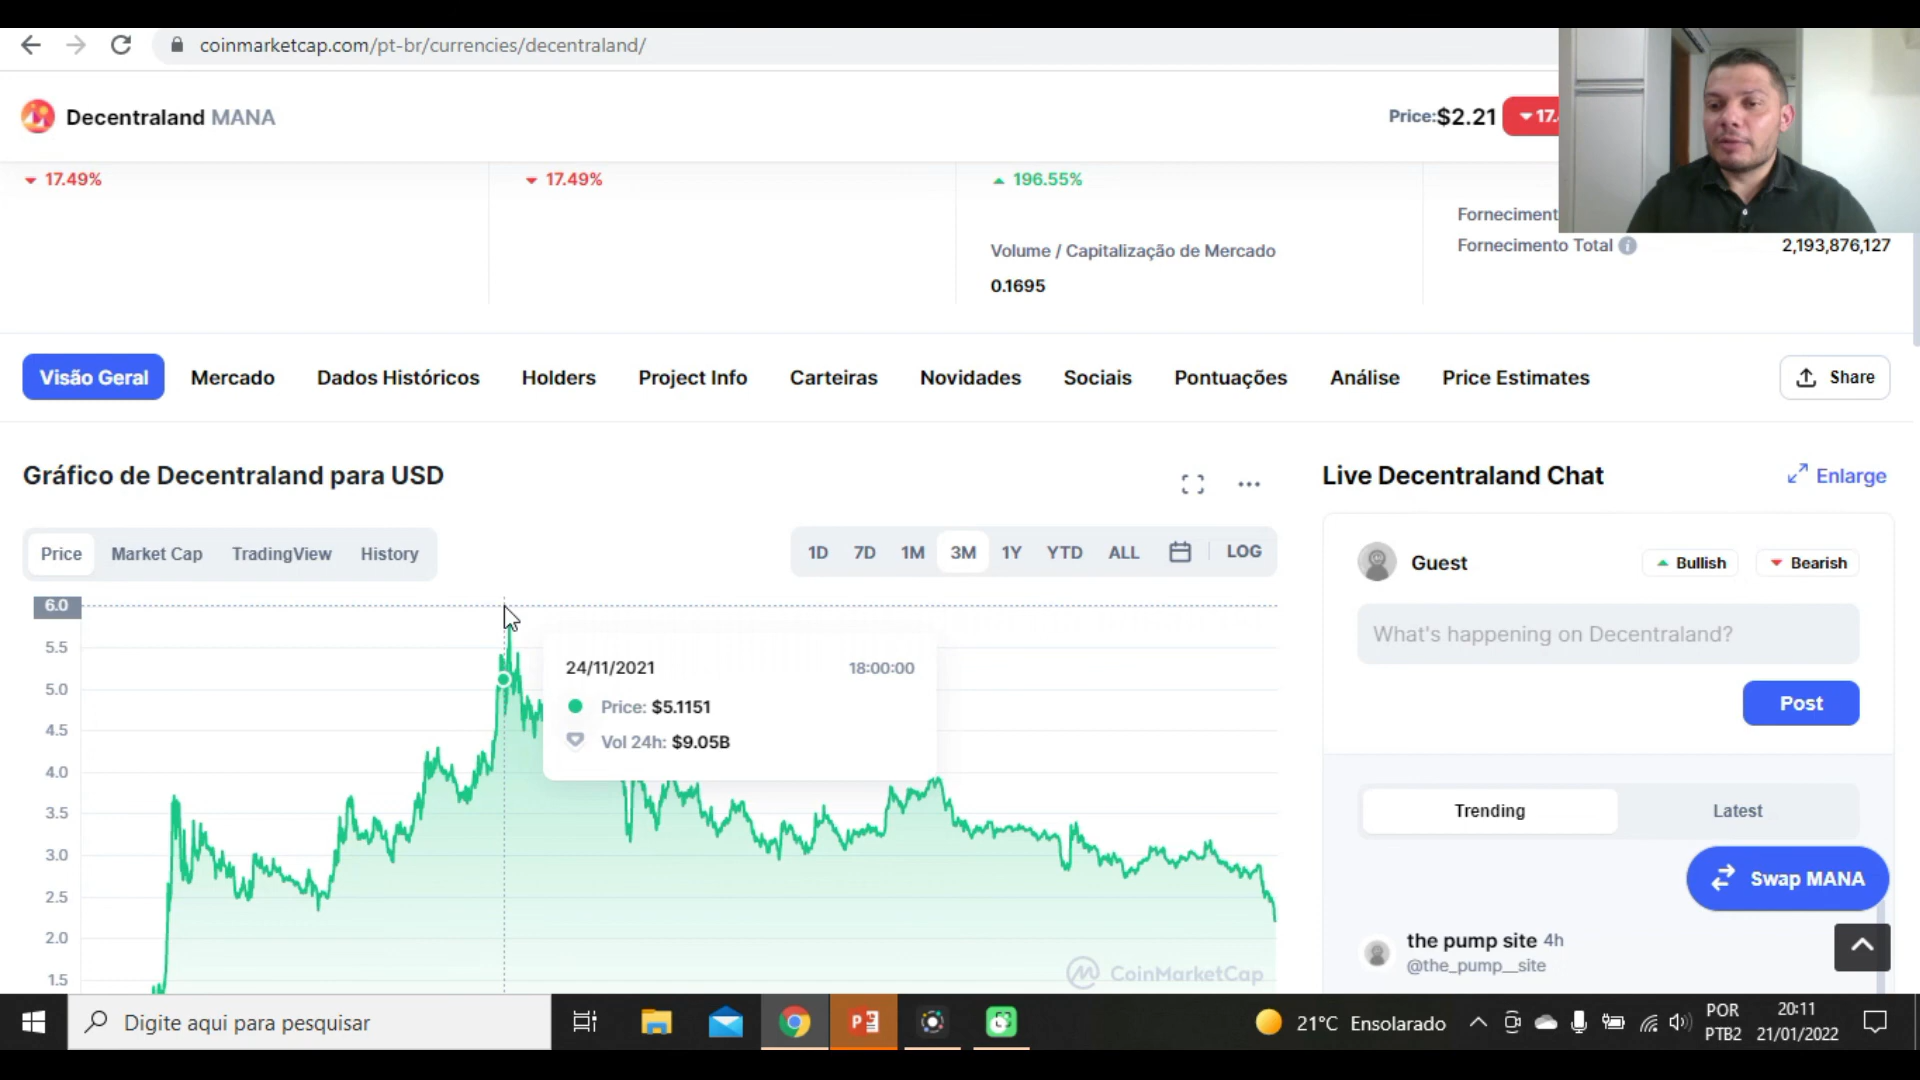 coinmarketcap.com/pt-br/currencies/decentraland/
Decentraland MANA
Price:$2.21
17.
17.49%
17.49%
196.55%
Forneciment
Volume / Capitalização de Mercado
Fornecimento Total
2,193,876,127
0.1695
Visão Geral
Mercado
Dados Históricos
Holders
Project Info
Carteiras
Novidades
Sociais
Pontuações
Análise
Price Estimates
Share
Gráfico de Decentraland para USD
Live Decentraland Chat
Enlarge
Price
Market Cap
TradingView
History
1D
7D
1M
3M
1Y
YTD
ALL
LOG
Guest
Bullish
Bearish
6.0
5.5
5.0
4.5
4.0
3.5
3.0
2.5
2.0
1.5
24/11/2021
18:00:00
Price: $5.1151
Vol 24h: $9.05B
What's happening on Decentraland?
Post
Trending
Latest
Swap MANA
the pump site 4h
@the_pump__site
CoinMarketCap
Digite aqui para pesquisar
21°C Ensolarado
POR
PTB2
20:11
21/01/2022